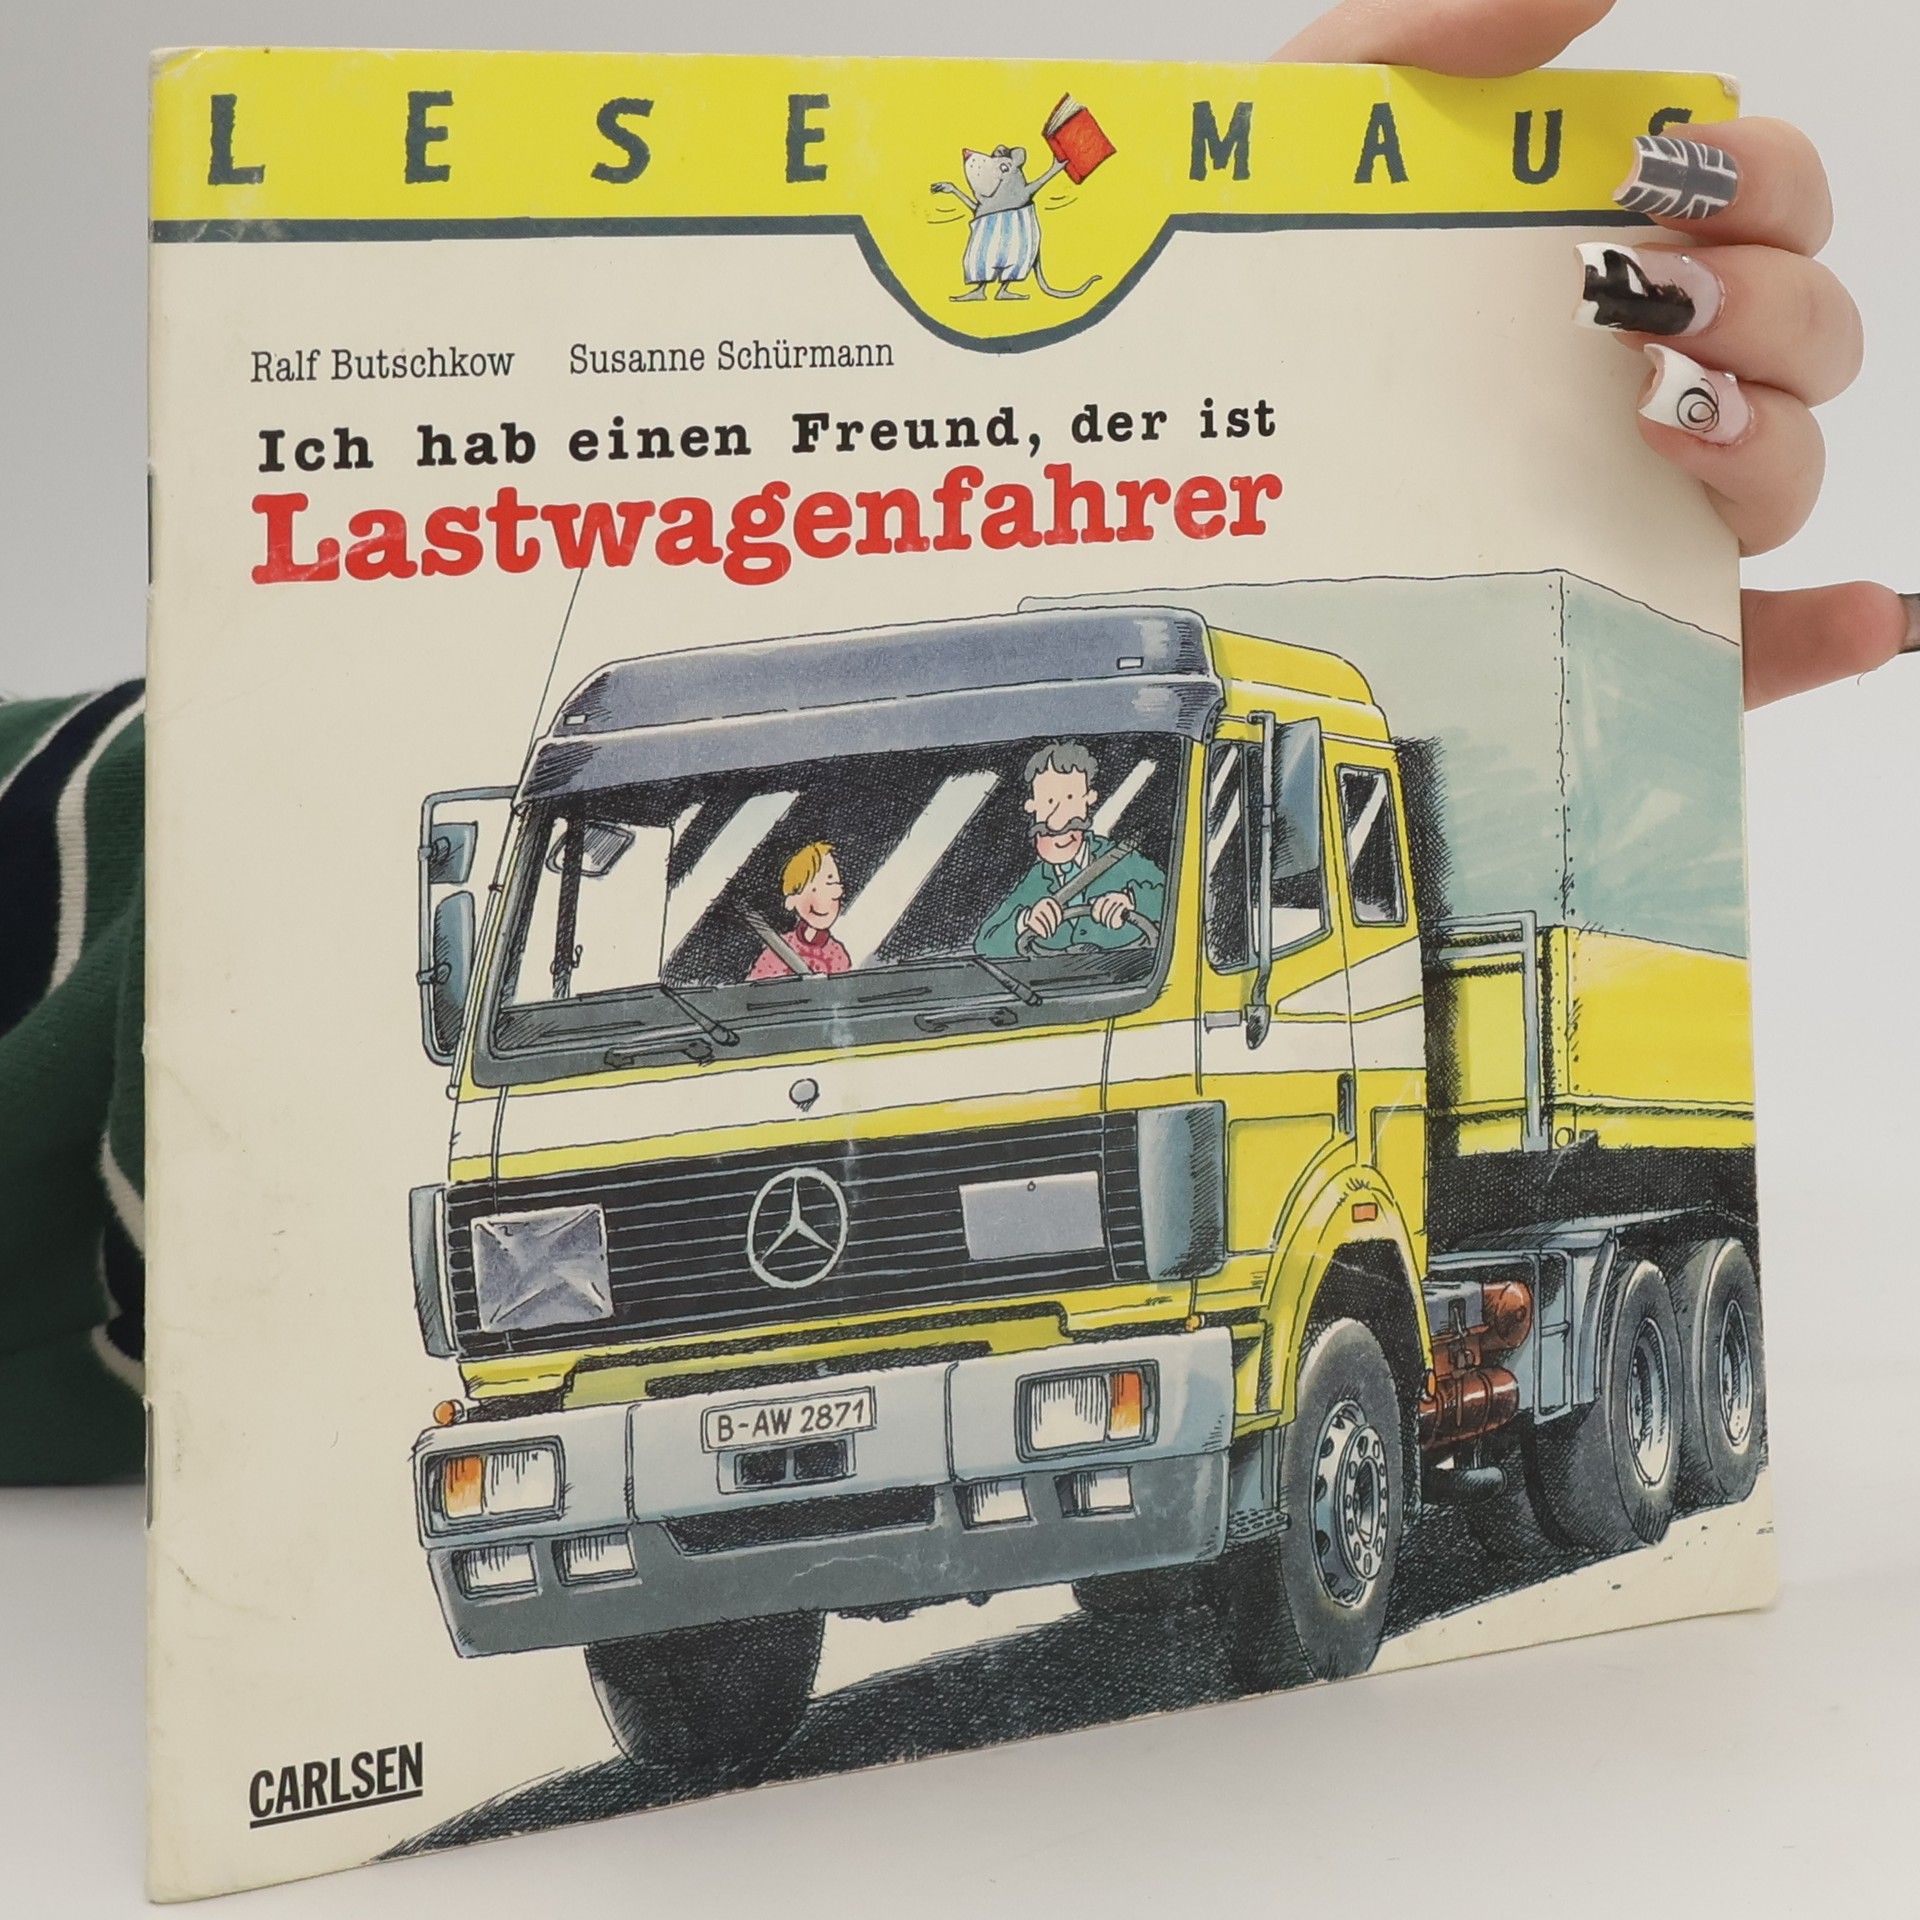 LESE MAUS
Ralf Butschkow Susanne Schürmann
Ich hab einen Freund, der ist
Lastwagenfahrer
B-AW 2871
CARLSEN